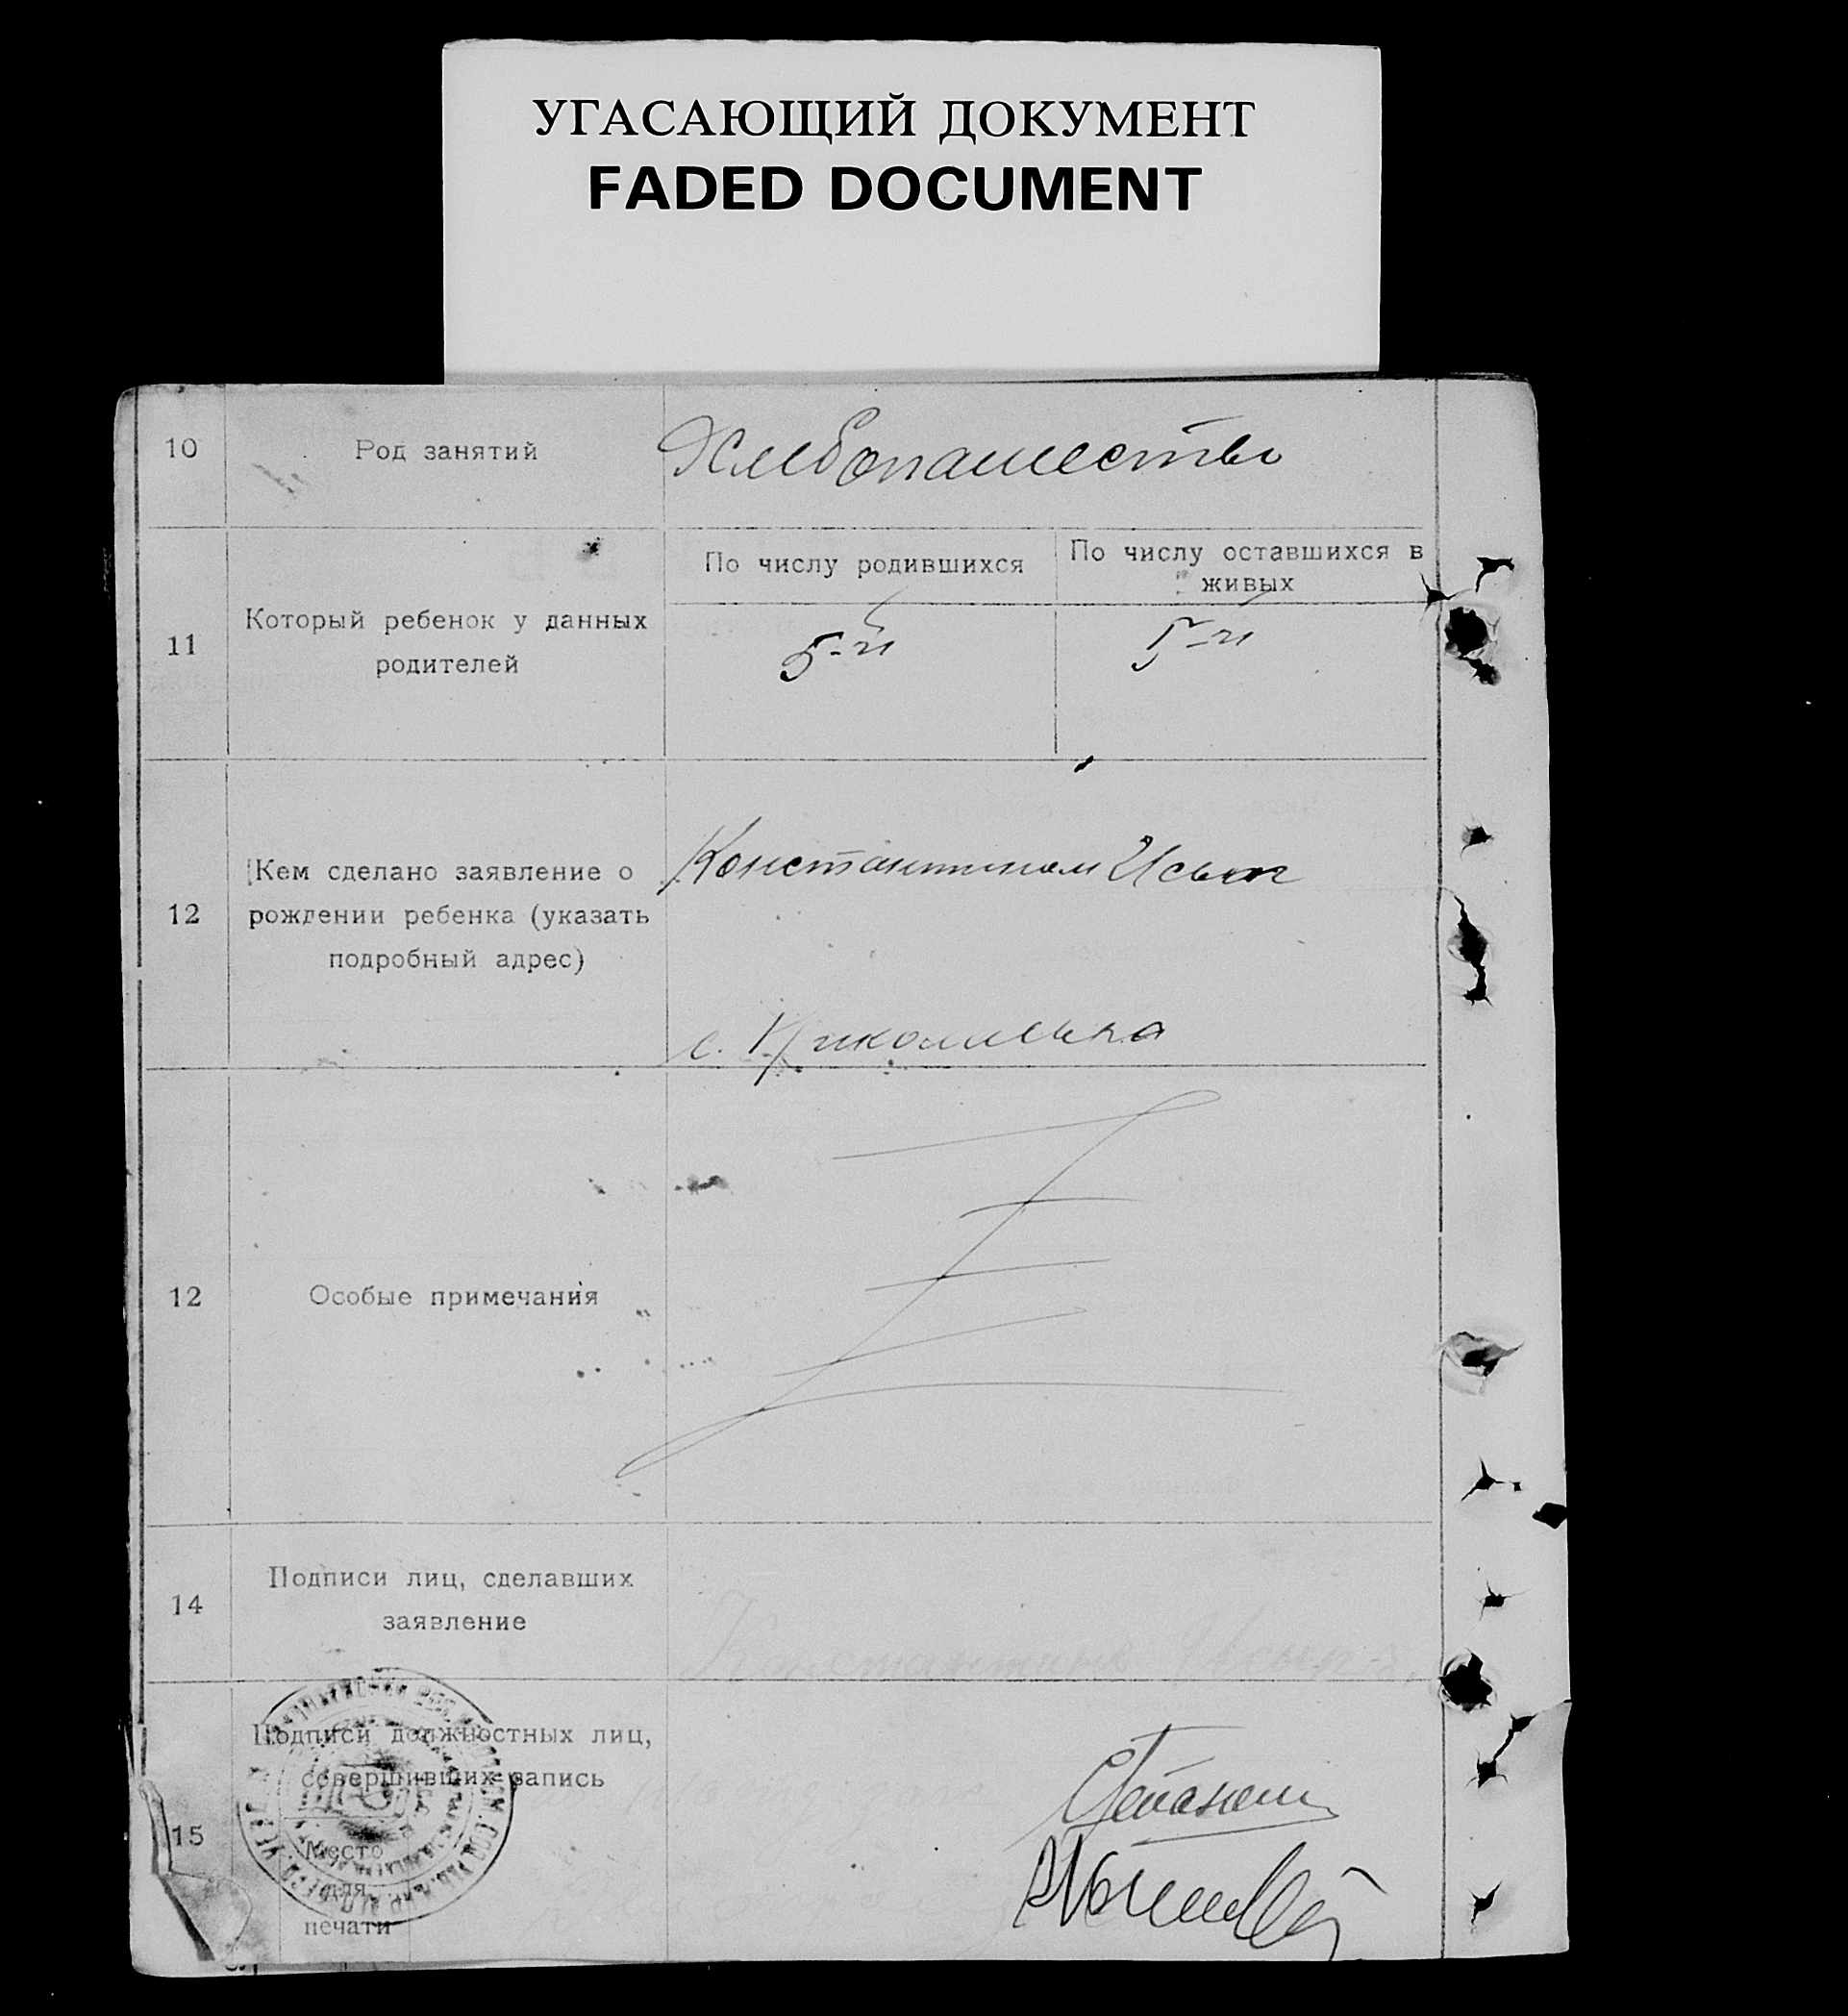 УГАСАЮЩИЙ ДОКУМЕНТ
FADED DOCUMENT
10 Род занятий Хлебопашество
По числу родившихся По числу оставшихся в живых
11 Который ребенок у данных родителей 5-й 5-й
12 Кем сделано заявление о рождении ребенка (указать подробный адрес) Константином
с.
12 Особые примечания
14 Подписи лиц, сделавших заявление Константин
15 Подписи должностных лиц, совершивших запись
Место
для
печати